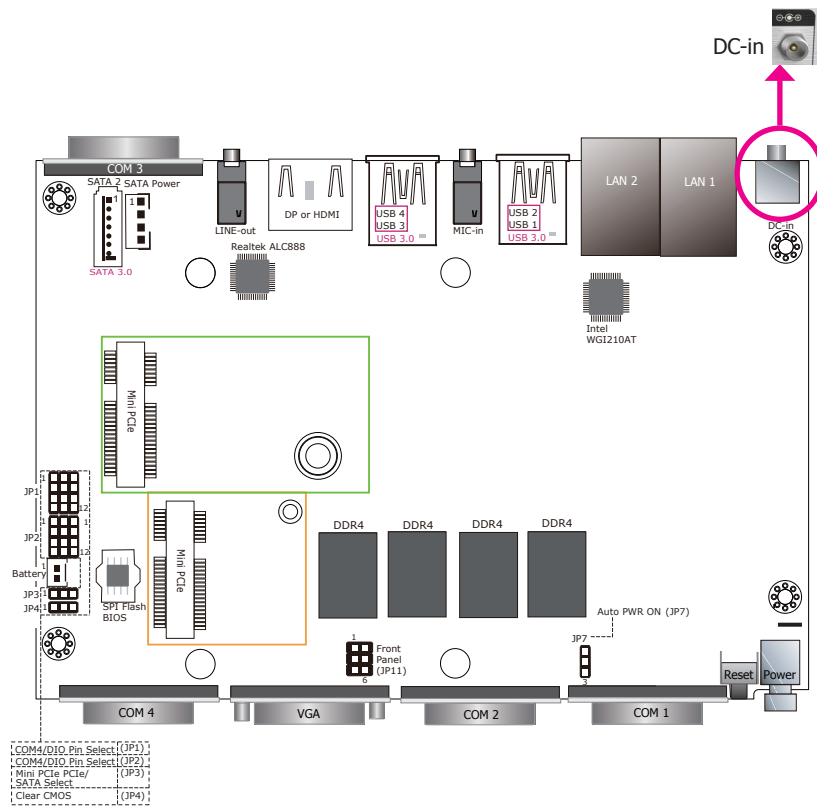 DC-in
COM 3
SATA 2 SATA Power
1
1
SATA 3.0
LINE-out
DP or HDMI
USB 4
USB 3
USB 3.0
MIC-in
USB 2
USB 1
USB 3.0
LAN 2
LAN 1
DC-in
Realtek ALC888
Intel
WGI210AT
Mini PCIe
Mini PCIe
JP1
1
12
JP2
1
1
12
Battery
1
JP3
1
JP4
1
SPI Flash
BIOS
DDR4
DDR4
DDR4
DDR4
Auto PWR ON (JP7)
JP7
3
1
Front
Panel
(JP11)
6
Reset
Power
COM 4
VGA
COM 2
COM 1
COM4/DIO Pin Select (JP1)
COM4/DIO Pin Select (JP2)
Mini PCIe PCIe/ (JP3)
SATA Select
Clear CMOS (JP4)